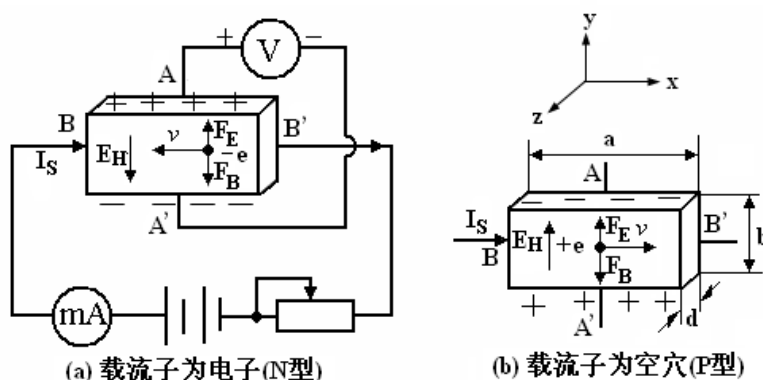 + V −
A
+ + + +
B
B'
I_S
E_H
v
F_E
−e
F_B
− − − −
A'
mA
(a) 载流子为电子(N型)
y
x
z
a
A
− − − −
I_S
B
B'
b
E_H
+e
F_E
v
F_B
+ + + +
A'
d
(b) 载流子为空穴(P型)